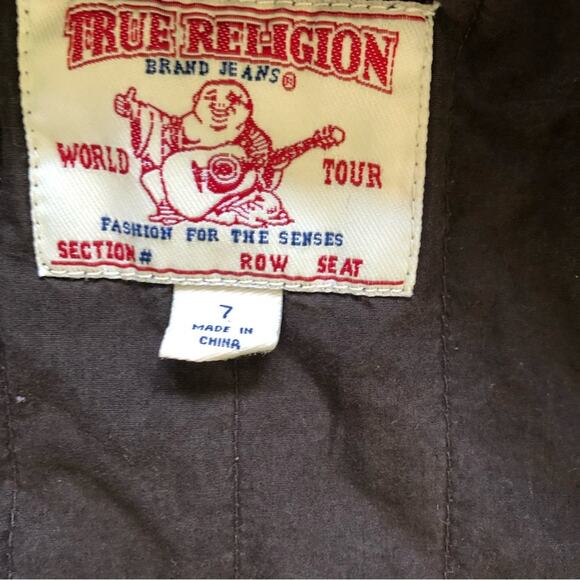 TRUE RELIGION
BRAND JEANS®
WORLD TOUR
FASHION FOR THE SENSES
SECTION# ROW SEAT
7
MADE IN
CHINA